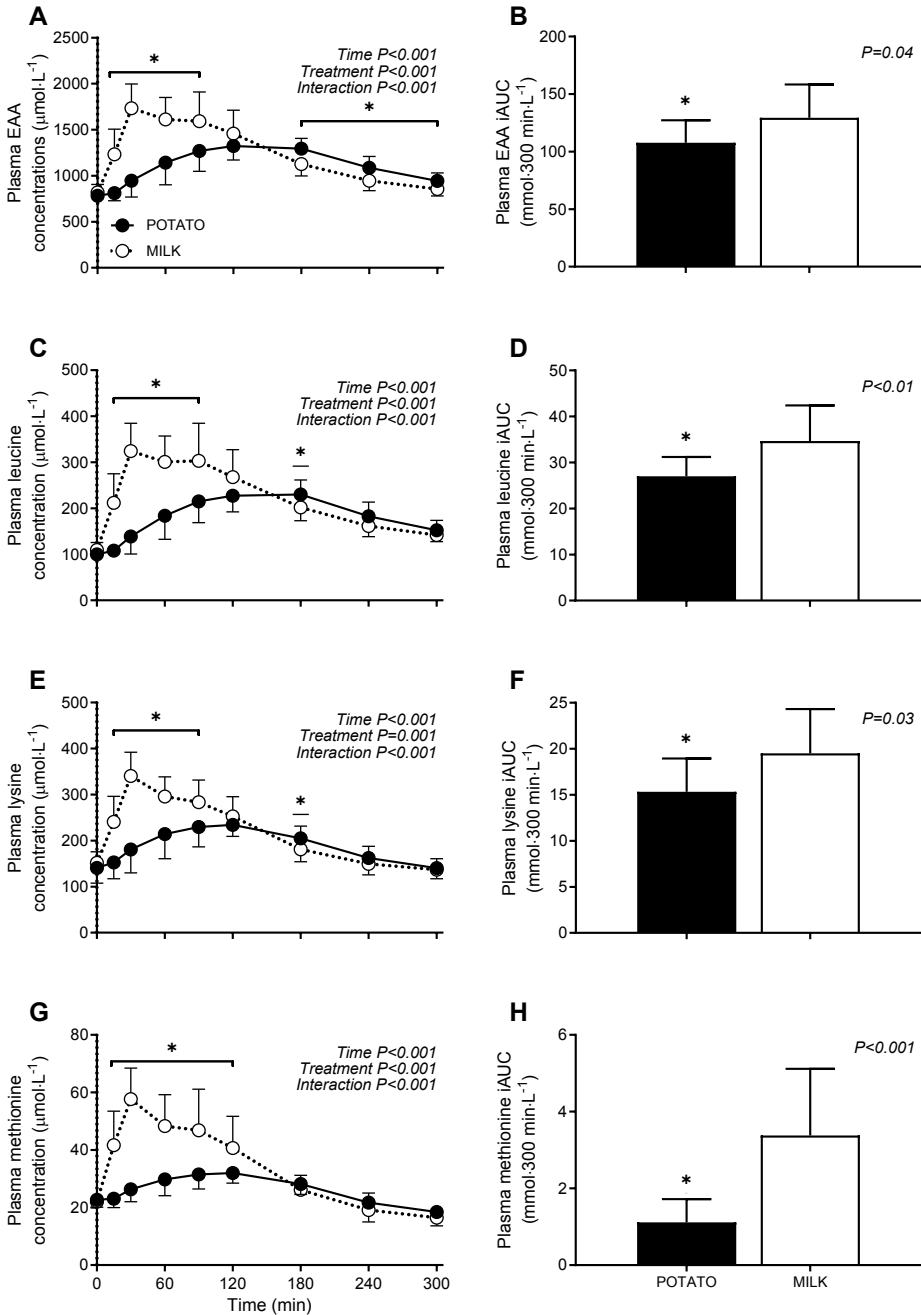 A
Plasma EAA
concentrations (µmol·L⁻¹)
2500
2000
1500
1000
500
0
*
Time P<0.001
Treatment P<0.001
Interaction P<0.001
*
POTATO
MILK
B
Plasma EAA iAUC
(mmol·300 min·L⁻¹)
200
150
100
50
0
P=0.04
*
C
Plasma leucine
concentration (µmol·L⁻¹)
500
400
300
200
100
0
*
Time P<0.001
Treatment P<0.001
Interaction P<0.001
*
D
Plasma leucine iAUC
(mmol·300 min·L⁻¹)
50
40
30
20
10
0
P<0.01
*
E
Plasma lysine
concentration (µmol·L⁻¹)
500
400
300
200
100
0
*
Time P<0.001
Treatment P=0.001
Interaction P<0.001
*
F
Plasma lysine iAUC
(mmol·300 min·L⁻¹)
25
20
15
10
5
0
P=0.03
*
G
Plasma methionine
concentration (µmol·L⁻¹)
80
60
40
20
0
*
Time P<0.001
Treatment P<0.001
Interaction P<0.001
0 60 120 180 240 300
Time (min)
H
Plasma methionine iAUC
(mmol·300 min·L⁻¹)
6
4
2
0
P<0.001
*
POTATO MILK